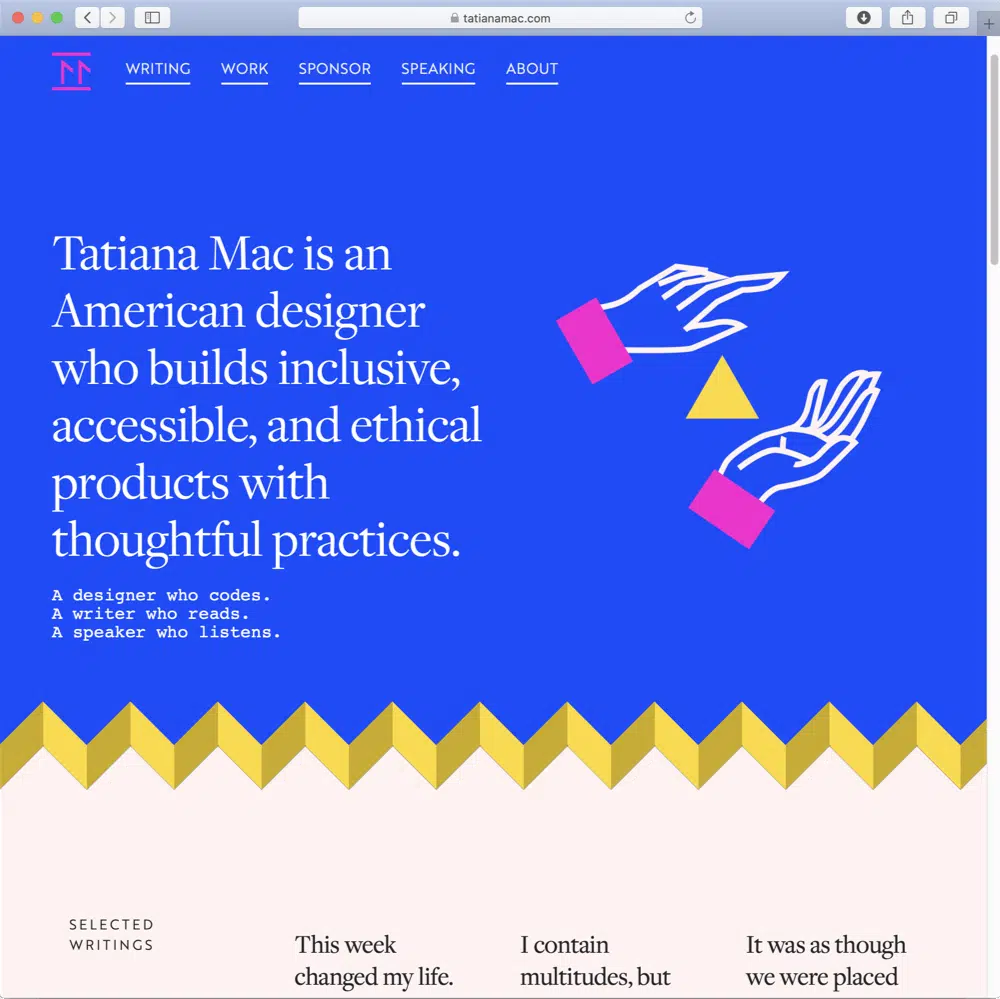 tatianamac.com
WRITING
WORK
SPONSOR
SPEAKING
ABOUT
Tatiana Mac is an
American designer
who builds inclusive,
accessible, and ethical
products with
thoughtful practices.
A designer who codes.
A writer who reads.
A speaker who listens.
SELECTED
WRITINGS
This week
changed my life.
I contain
multitudes, but
It was as though
we were placed